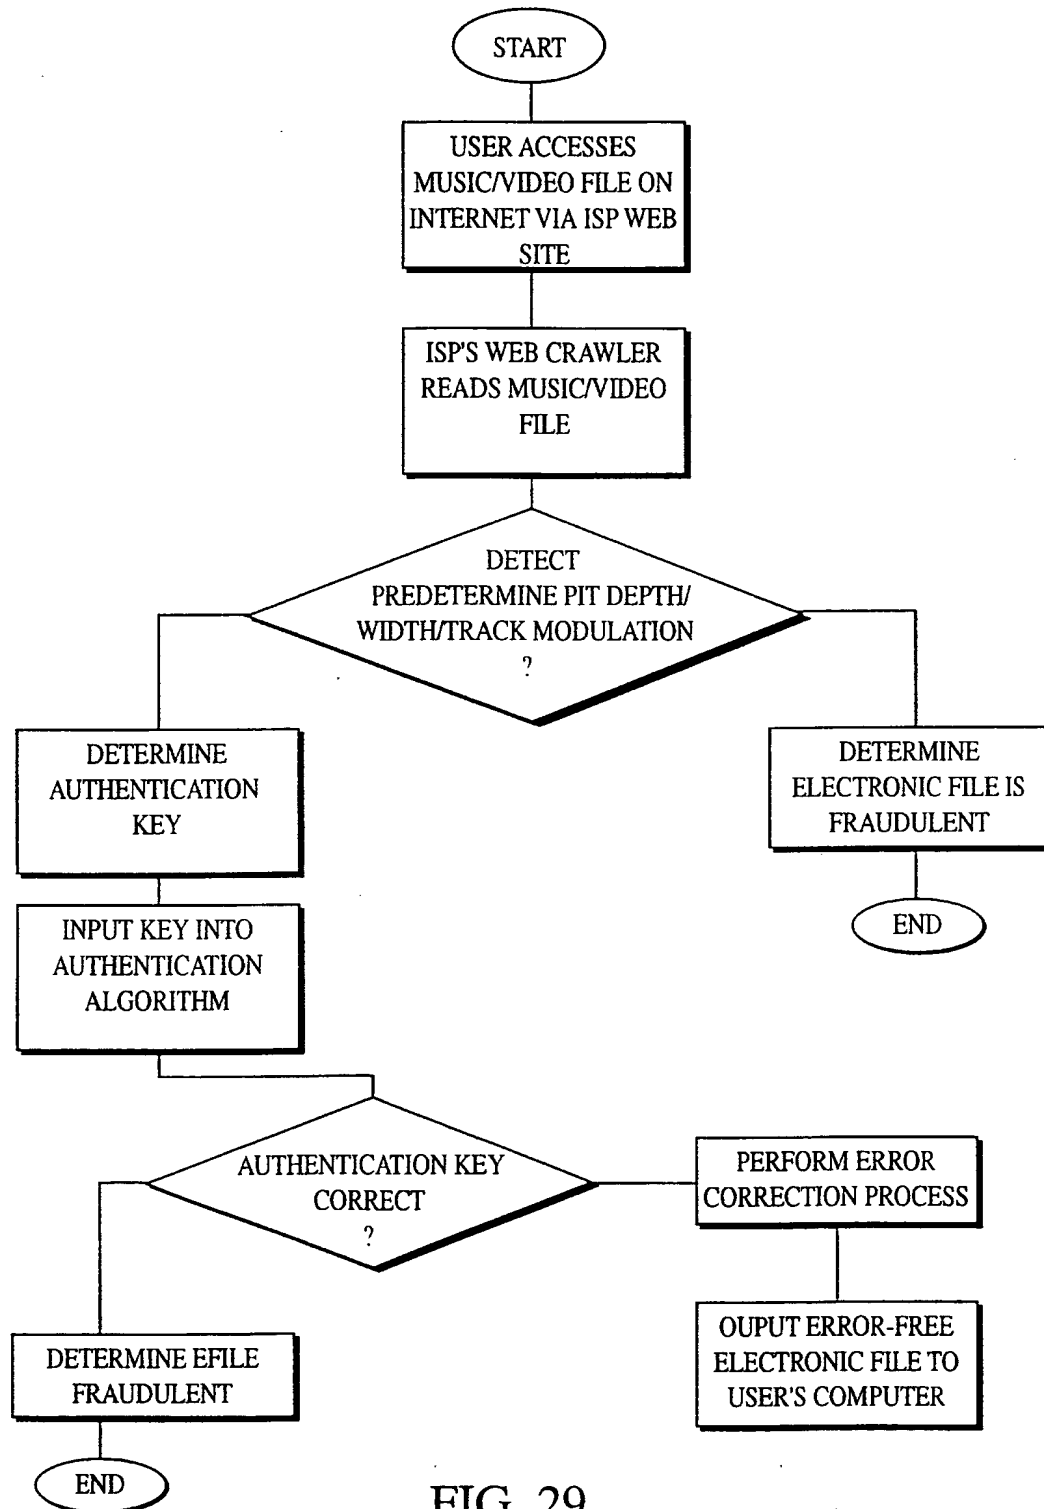 START
USER ACCESSES
MUSIC/VIDEO FILE ON
INTERNET VIA ISP WEB
SITE
ISP'S WEB CRAWLER
READS MUSIC/VIDEO
FILE
DETECT
PREDETERMINE PIT DEPTH/
WIDTH/TRACK MODULATION
?
DETERMINE
AUTHENTICATION
KEY
DETERMINE
ELECTRONIC FILE IS
FRAUDULENT
END
INPUT KEY INTO
AUTHENTICATION
ALGORITHM
AUTHENTICATION KEY
CORRECT
?
PERFORM ERROR
CORRECTION PROCESS
OUPUT ERROR-FREE
ELECTRONIC FILE TO
USER'S COMPUTER
DETERMINE EFILE
FRAUDULENT
END
FIG. 29